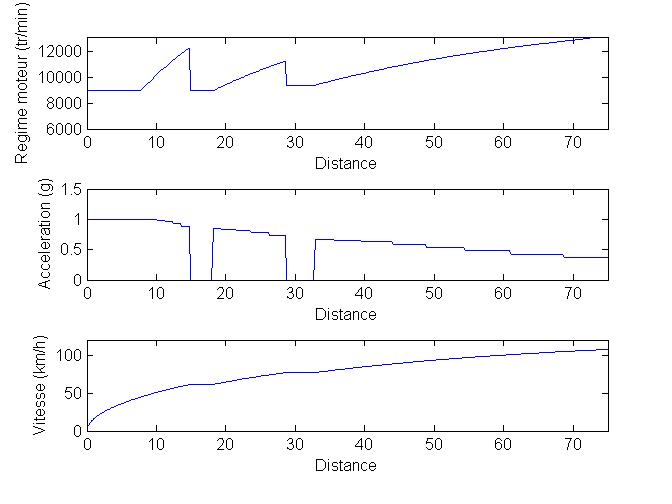 Regime moteur (tr/min)
12000
10000
8000
6000
0 10 20 30 40 50 60 70
Distance
Acceleration (g)
1.5
1
0.5
0
0 10 20 30 40 50 60 70
Distance
Vitesse (km/h)
100
50
0
0 10 20 30 40 50 60 70
Distance